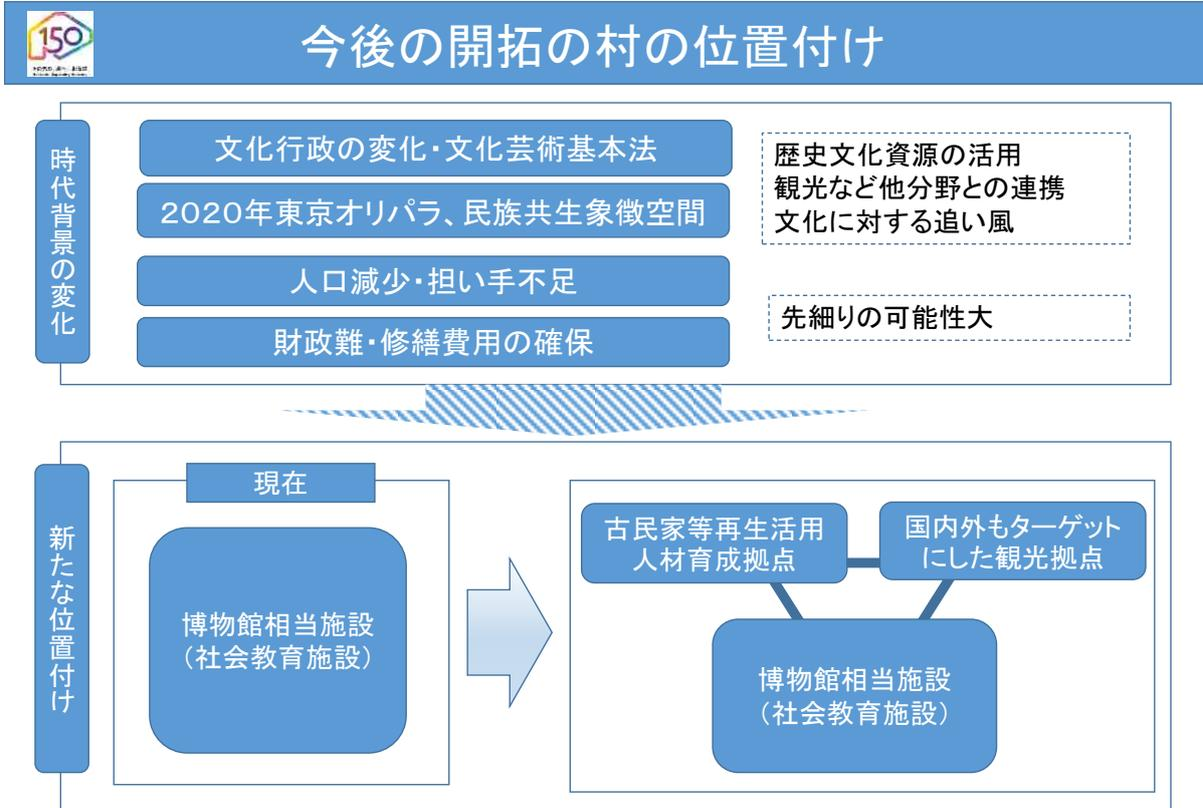 150
今後の開拓の村の位置付け
時代背景の変化
文化行政の変化・文化芸術基本法
2020年東京オリパラ、民族共生象徴空間
人口減少・担い手不足
財政難・修繕費用の確保
歴史文化資源の活用
観光など他分野との連携
文化に対する追い風
先細りの可能性大
新たな位置付け
現在
博物館相当施設
（社会教育施設）
古民家等再生活用
人材育成拠点
国内外もターゲット
にした観光拠点
博物館相当施設
（社会教育施設）